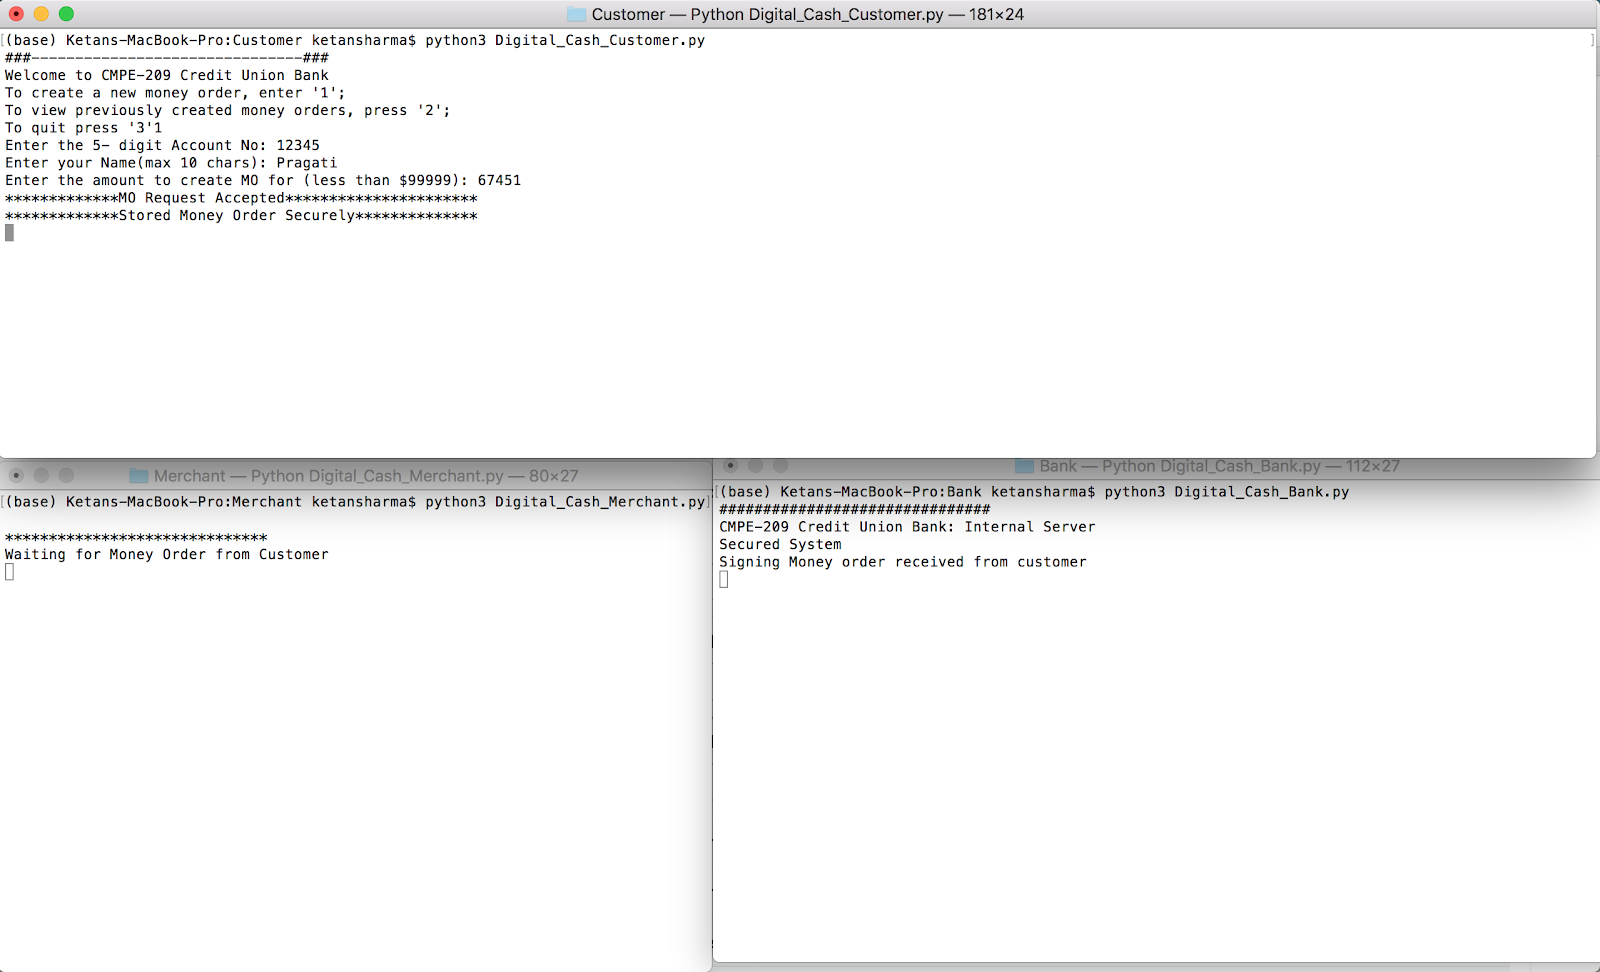 Customer — Python Digital_Cash_Customer.py — 181×24
(base) Ketans-MacBook-Pro:Customer ketansharma$ python3 Digital_Cash_Customer.py
###-------------------------------###
Welcome to CMPE-209 Credit Union Bank
To create a new money order, enter '1';
To view previously created money orders, press '2';
To quit press '3'1
Enter the 5- digit Account No: 12345
Enter your Name(max 10 chars): Pragati
Enter the amount to create MO for (less than $99999): 67451
*************MO Request Accepted**********************
*************Stored Money Order Securely**************
Merchant — Python Digital_Cash_Merchant.py — 80×27
(base) Ketans-MacBook-Pro:Merchant ketansharma$ python3 Digital_Cash_Merchant.py
******************************
Waiting for Money Order from Customer
Bank — Python Digital_Cash_Bank.py — 112×27
(base) Ketans-MacBook-Pro:Bank ketansharma$ python3 Digital_Cash_Bank.py
###############################
CMPE-209 Credit Union Bank: Internal Server
Secured System
Signing Money order received from customer